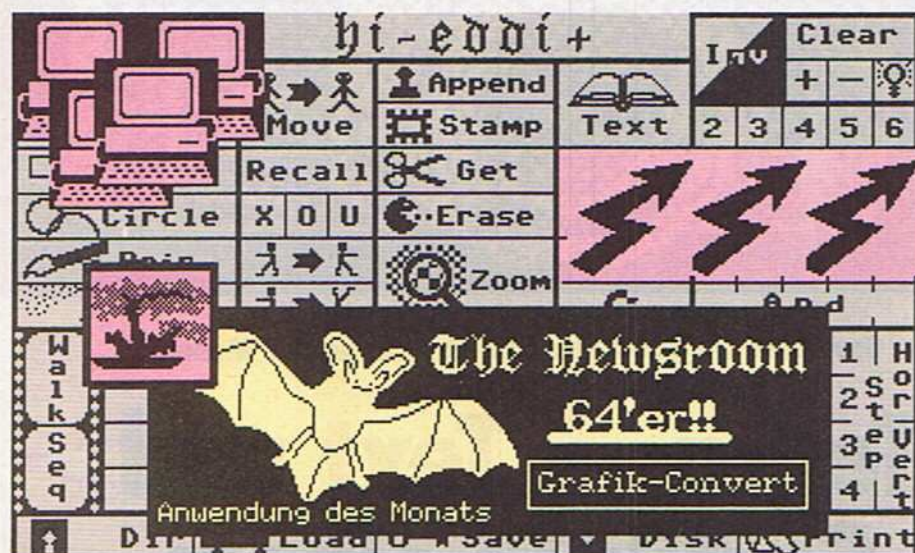 hi-eddi+
Inv
Clear
+ −
Move
Append
Stamp
Text
2 3 4 5 6
Recall
Get
Circle
X O U
Erase
Zoom
And
Walk
Seq
The Newsroom
64'er!!
Grafik-Convert
Anwendung des Monats
1
2
3
4
Step
Hor
Vert
Dir
Load
Save
Disk
Print